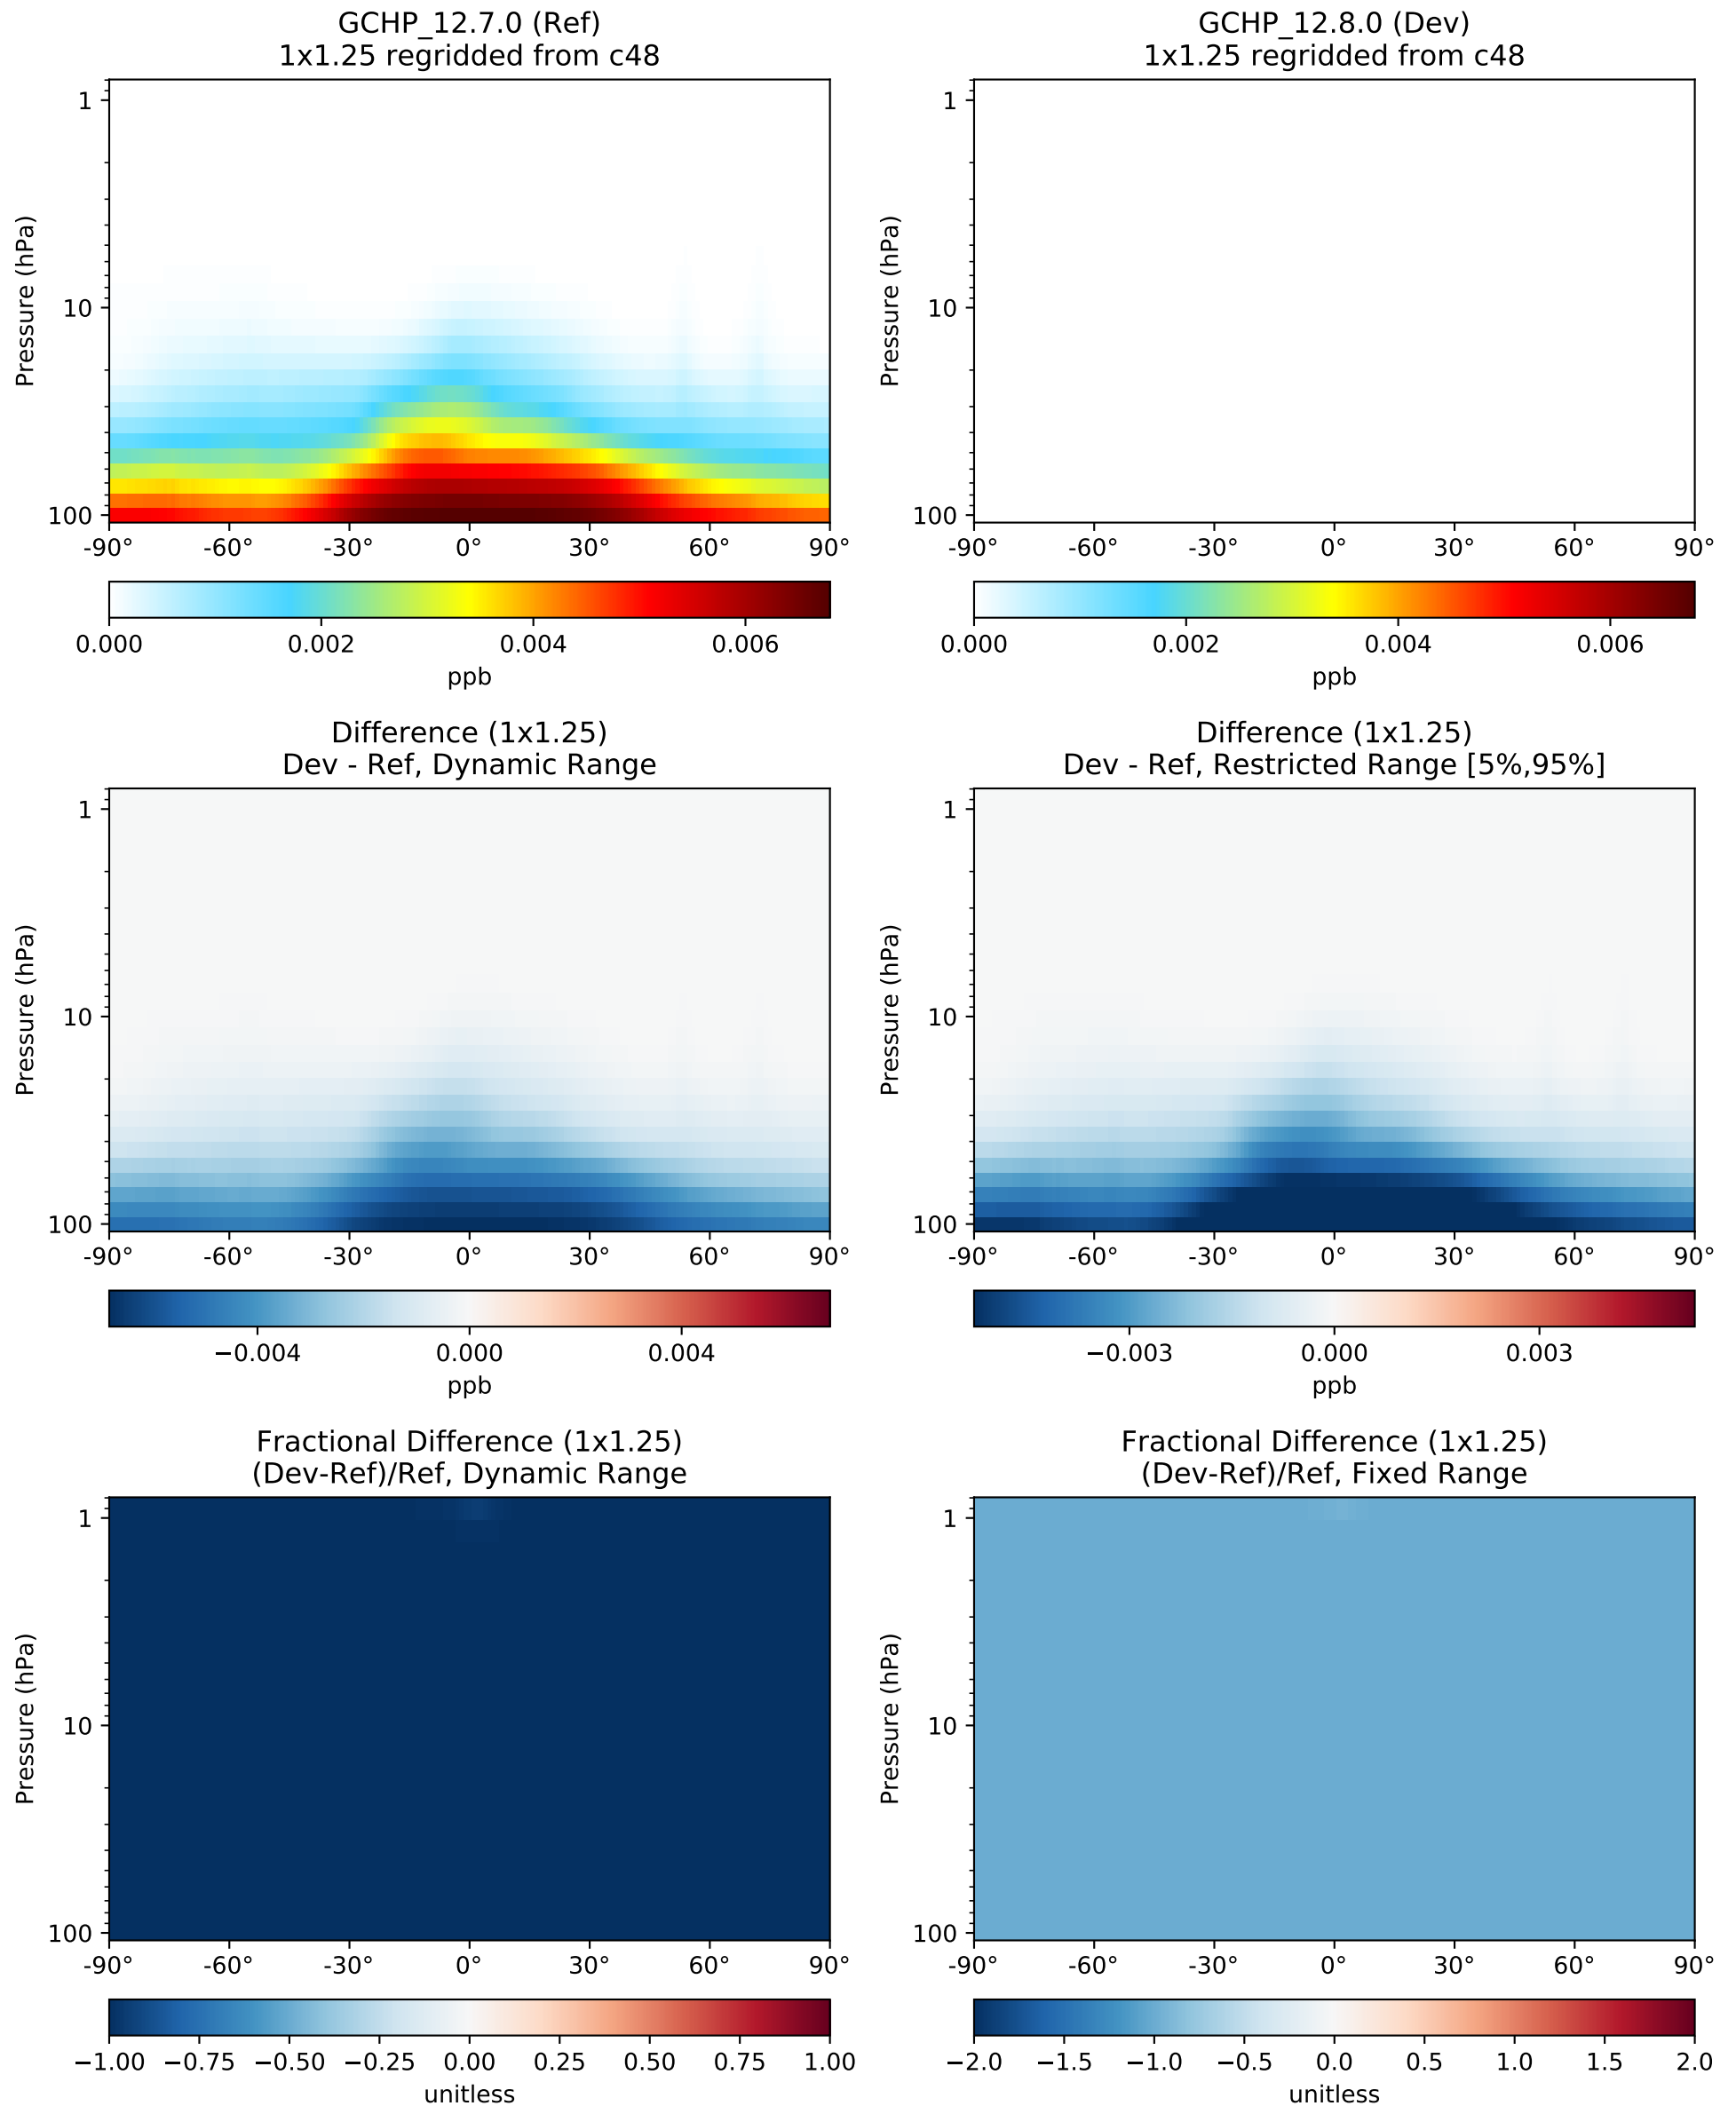 GCHP_12.7.0 (Ref)
1x1.25 regridded from c48
Pressure (hPa)
1
10
100
-90° -60° -30° 0° 30° 60° 90°
0.000 0.002 0.004 0.006
ppb
GCHP_12.8.0 (Dev)
1x1.25 regridded from c48
Pressure (hPa)
1
10
100
-90° -60° -30° 0° 30° 60° 90°
0.000 0.002 0.004 0.006
ppb
Difference (1x1.25)
Dev - Ref, Dynamic Range
Pressure (hPa)
1
10
100
-90° -60° -30° 0° 30° 60° 90°
−0.004 0.000 0.004
ppb
Difference (1x1.25)
Dev - Ref, Restricted Range [5%,95%]
Pressure (hPa)
1
10
100
-90° -60° -30° 0° 30° 60° 90°
−0.003 0.000 0.003
ppb
Fractional Difference (1x1.25)
(Dev-Ref)/Ref, Dynamic Range
Pressure (hPa)
1
10
100
-90° -60° -30° 0° 30° 60° 90°
−1.00 −0.75 −0.50 −0.25 0.00 0.25 0.50 0.75 1.00
unitless
Fractional Difference (1x1.25)
(Dev-Ref)/Ref, Fixed Range
Pressure (hPa)
1
10
100
-90° -60° -30° 0° 30° 60° 90°
−2.0 −1.5 −1.0 −0.5 0.0 0.5 1.0 1.5 2.0
unitless